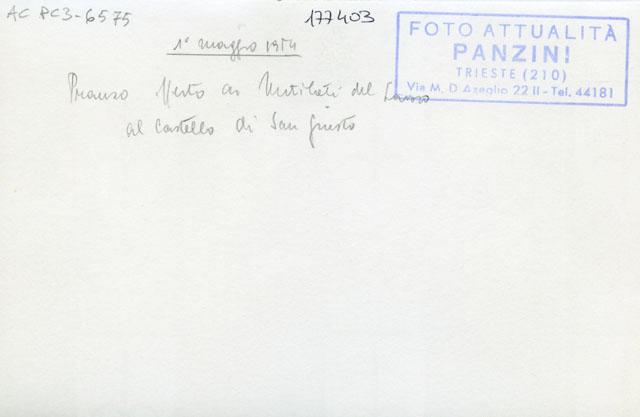 AC PC3-6575
177403
FOTO ATTUALITÀ
PANZINI
TRIESTE (210)
Via M. D'Azeglio 22 II - Tel. 44181
1° maggio 1954
Pranzo offerto ai Mutilati del Lavoro
al Castello di San Giusto